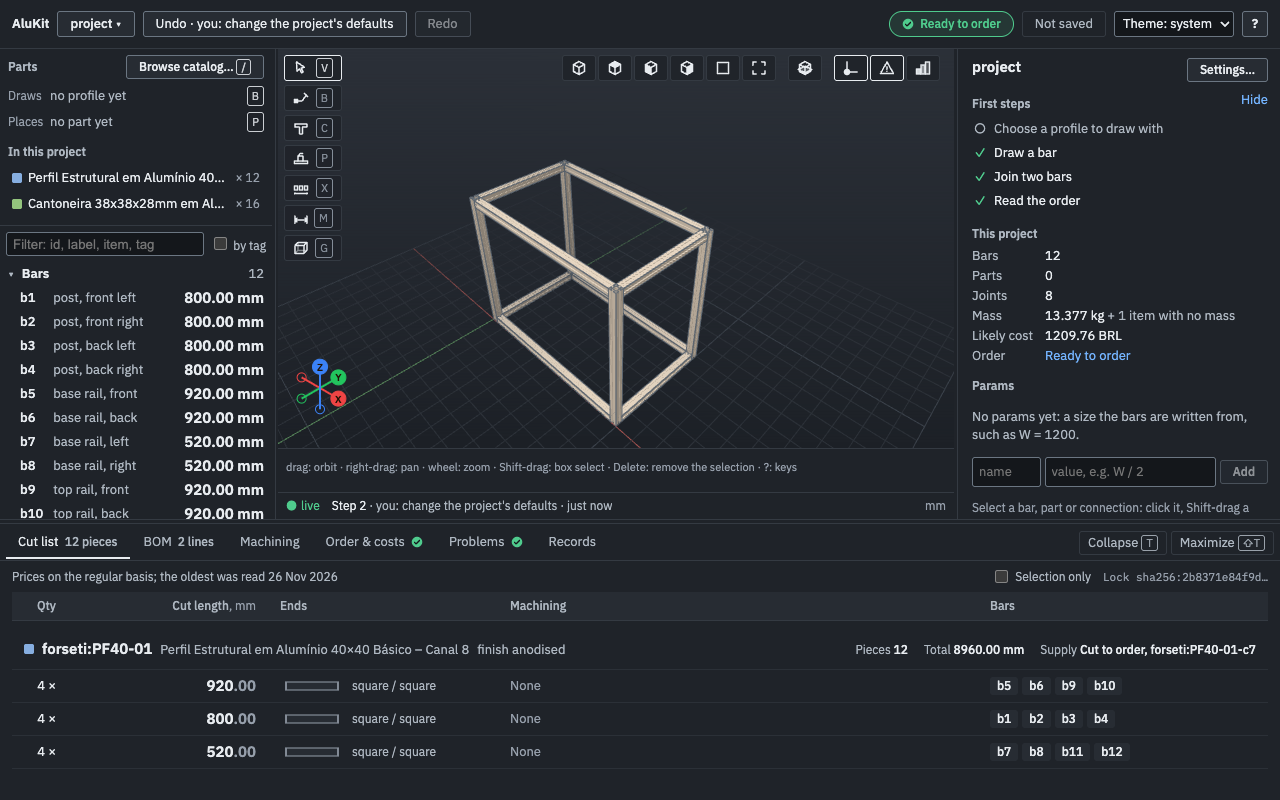 AluKit project ▾ Undo · you: change the project's defaults Redo Ready to order Not saved Theme: system ?
Parts Browse catalog... /
Draws no profile yet B
Places no part yet P
In this project
Perfil Estrutural em Alumínio 40... × 12
Cantoneira 38x38x28mm em Al... × 16
Filter: id, label, item, tag by tag
Bars 12
b1 post, front left 800.00 mm
b2 post, front right 800.00 mm
b3 post, back left 800.00 mm
b4 post, back right 800.00 mm
b5 base rail, front 920.00 mm
b6 base rail, back 920.00 mm
b7 base rail, left 520.00 mm
b8 base rail, right 520.00 mm
b9 top rail, front 920.00 mm
b10 top rail, back 920.00 mm
V
B
C
P
X
M
G
Z
Y
X
drag: orbit · right-drag: pan · wheel: zoom · Shift-drag: box select · Delete: remove the selection · ?: keys
live Step 2 · you: change the project's defaults · just now mm
project Settings...
First steps Hide
Choose a profile to draw with
Draw a bar
Join two bars
Read the order
This project
Bars 12
Parts 0
Joints 8
Mass 13.377 kg + 1 item with no mass
Likely cost 1209.76 BRL
Order Ready to order
Params
No params yet: a size the bars are written from,
such as W = 1200.
name value, e.g. W / 2 Add
Select a bar, part or connection: click it, Shift-drag a
Cut list 12 pieces BOM 2 lines Machining Order & costs Problems Records Collapse T Maximize ⇧T
Prices on the regular basis; the oldest was read 26 Nov 2026 Selection only Lock sha256:2b8371e84f9d…
Qty Cut length, mm Ends Machining Bars
forseti:PF40-01 Perfil Estrutural em Alumínio 40×40 Básico – Canal 8 finish anodised Pieces 12 Total 8960.00 mm Supply Cut to order, forseti:PF40-01-c7
4 × 920.00 square / square None b5 b6 b9 b10
4 × 800.00 square / square None b1 b2 b3 b4
4 × 520.00 square / square None b7 b8 b11 b12